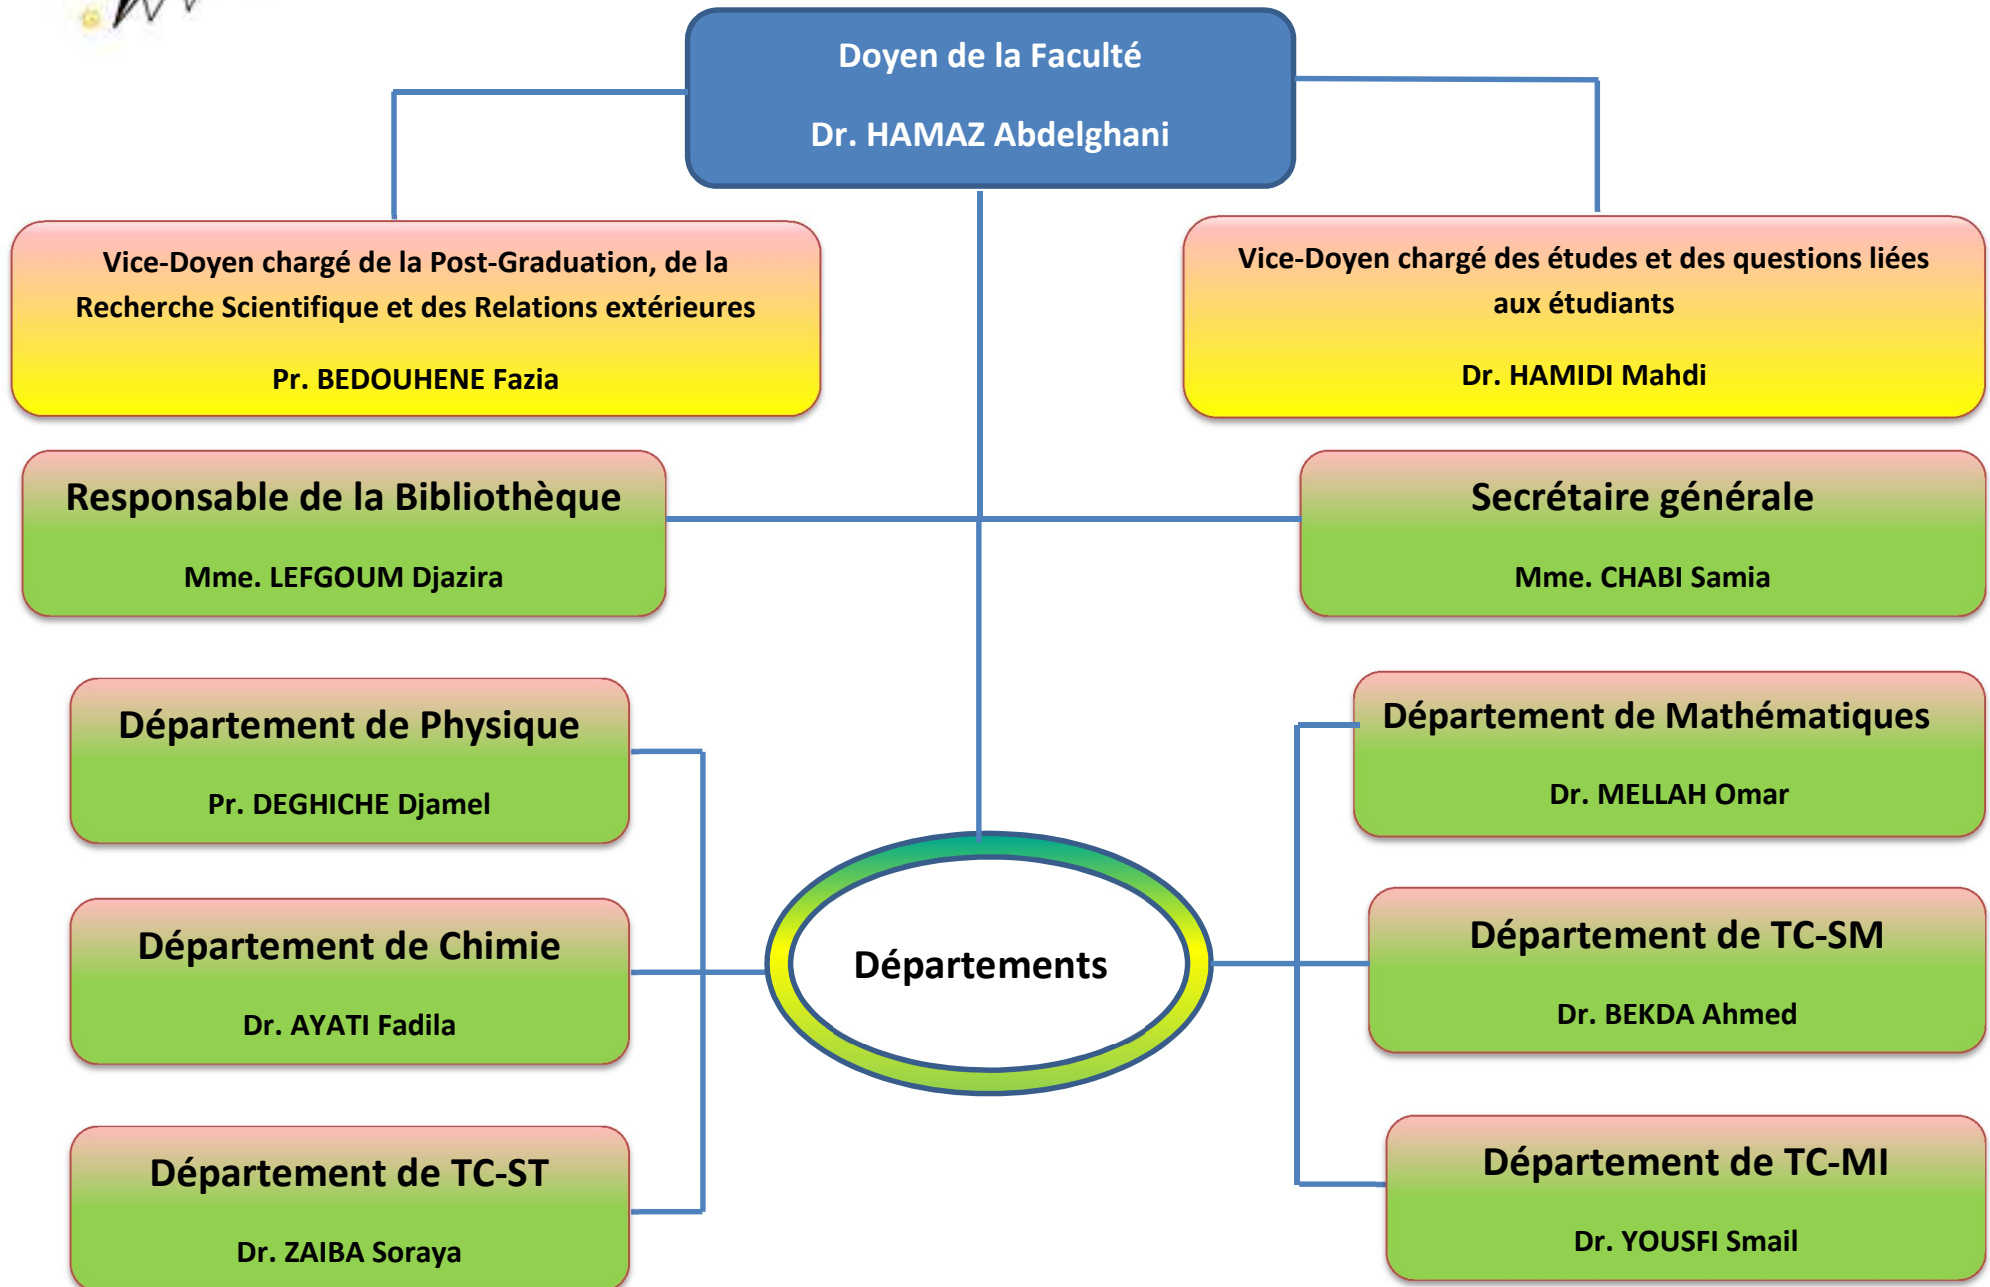 Doyen de la Faculté
Dr. HAMAZ Abdelghani
Vice-Doyen chargé de la Post-Graduation, de la
Recherche Scientifique et des Relations extérieures
Pr. BEDOUHENE Fazia
Vice-Doyen chargé des études et des questions liées
aux étudiants
Dr. HAMIDI Mahdi
Responsable de la Bibliothèque
Mme. LEFGOUM Djazira
Secrétaire générale
Mme. CHABI Samia
Département de Physique
Pr. DEGHICHE Djamel
Département de Mathématiques
Dr. MELLAH Omar
Département de Chimie
Dr. AYATI Fadila
Départements
Département de TC-SM
Dr. BEKDA Ahmed
Département de TC-ST
Dr. ZAIBA Soraya
Département de TC-MI
Dr. YOUSFI Smail